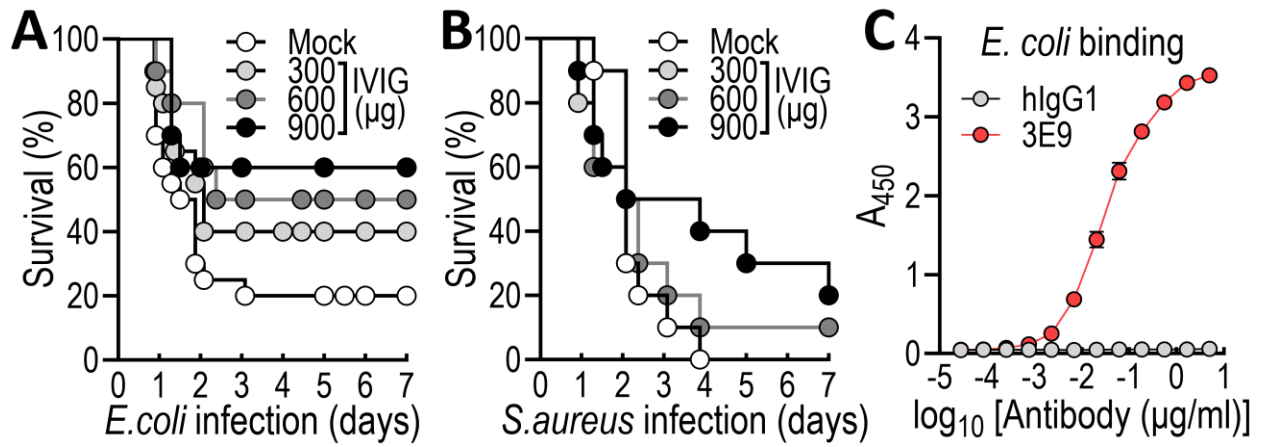 A
Survival (%)
100
80
60
40
20
0
0 1 2 3 4 5 6 7
E.coli infection (days)
Mock
300
600
900
IVIG
(µg)
B
Survival (%)
100
80
60
40
20
0
0 1 2 3 4 5 6 7
S.aureus infection (days)
Mock
300
600
900
IVIG
(µg)
C
E. coli binding
hIgG1
3E9
A450
4
3
2
1
0
-5 -4 -3 -2 -1 0 1
log10 [Antibody (µg/ml)]